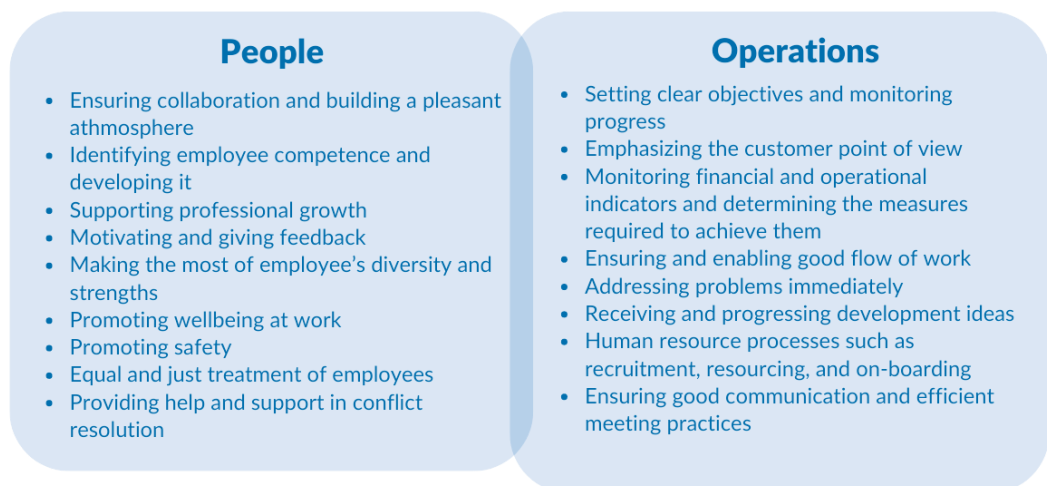 People
• Ensuring collaboration and building a pleasant
athmosphere
• Identifying employee competence and
developing it
• Supporting professional growth
• Motivating and giving feedback
• Making the most of employee’s diversity and
strengths
• Promoting wellbeing at work
• Promoting safety
• Equal and just treatment of employees
• Providing help and support in conflict
resolution
Operations
• Setting clear objectives and monitoring
progress
• Emphasizing the customer point of view
• Monitoring financial and operational
indicators and determining the measures
required to achieve them
• Ensuring and enabling good flow of work
• Addressing problems immediately
• Receiving and progressing development ideas
• Human resource processes such as
recruitment, resourcing, and on-boarding
• Ensuring good communication and efficient
meeting practices